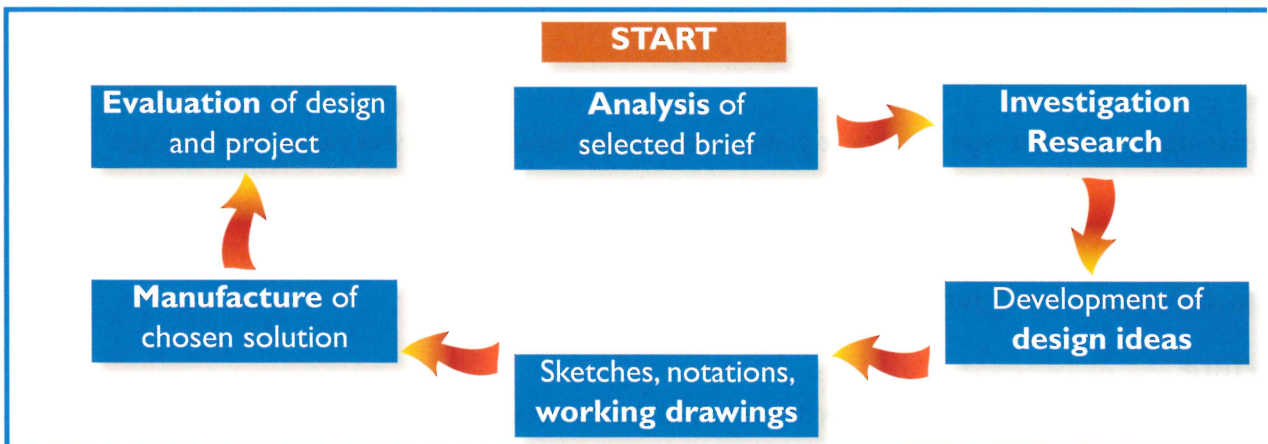 START
Analysis of
selected brief
Investigation
Research
Development of
design ideas
Sketches, notations,
working drawings
Manufacture of
chosen solution
Evaluation of design
and project